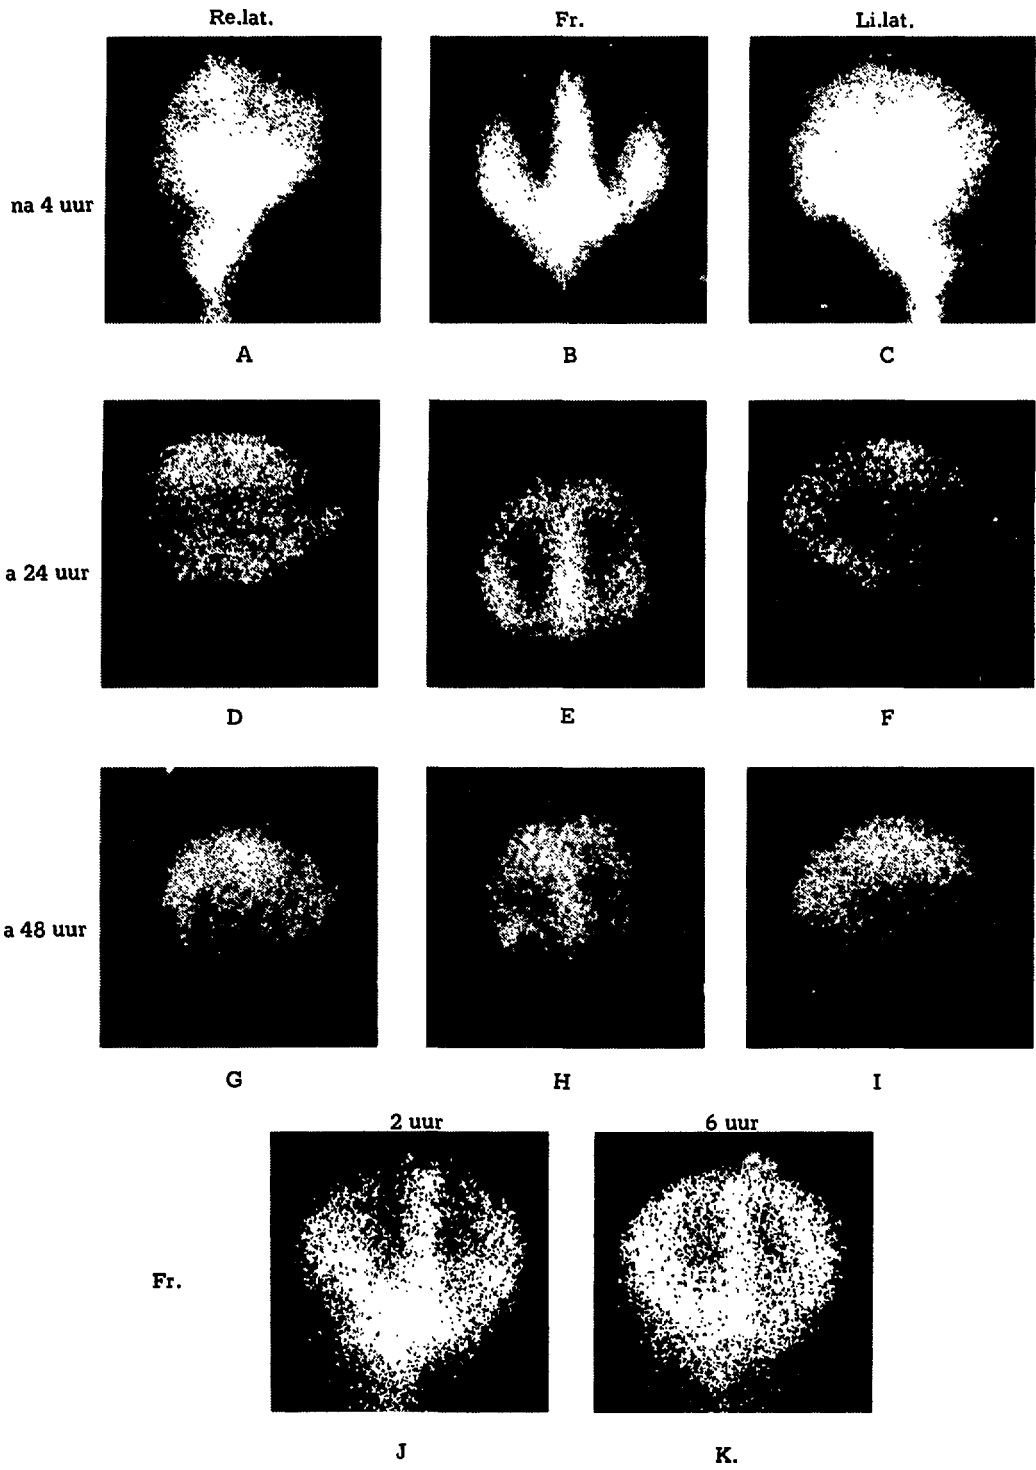 Re.lat. Fr. Li.lat.
na 4 uur
A B C
a 24 uur
D E F
a 48 uur
G H I
2 uur 6 uur
Fr.
J K.